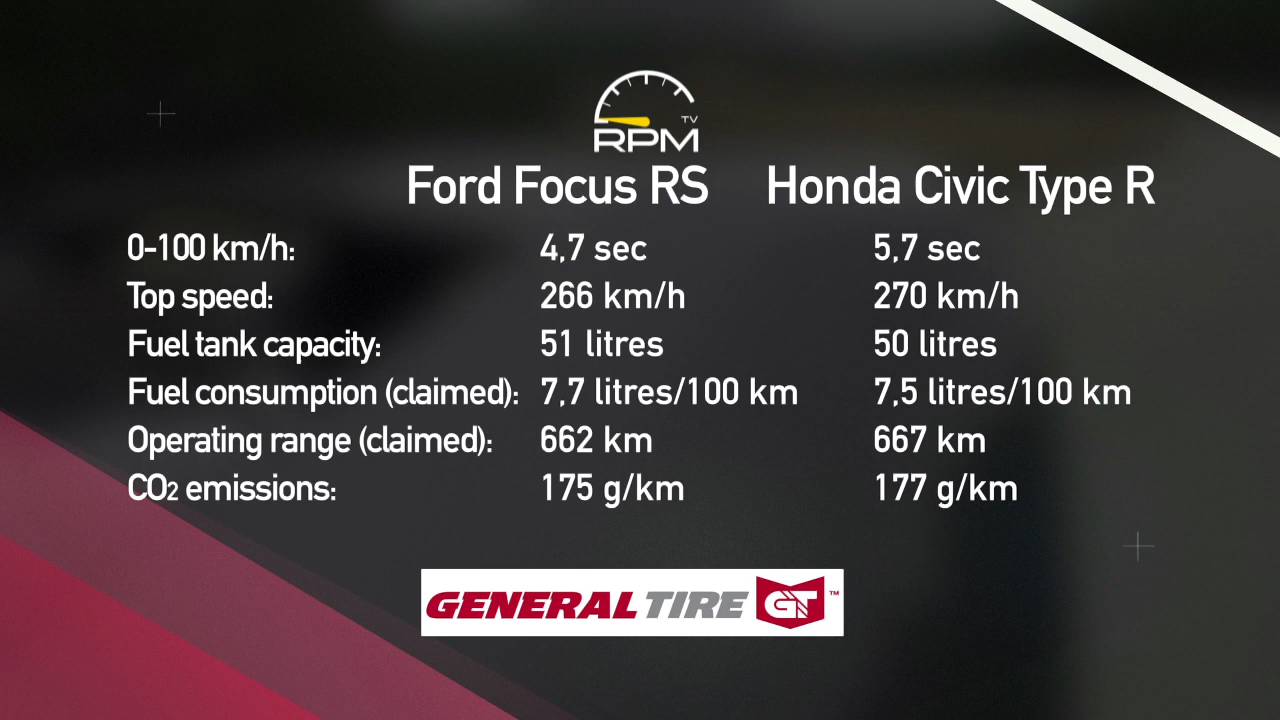 TV
RPM
Ford Focus RS Honda Civic Type R
0-100 km/h: 4,7 sec 5,7 sec
Top speed: 266 km/h 270 km/h
Fuel tank capacity: 51 litres 50 litres
Fuel consumption (claimed): 7,7 litres/100 km 7,5 litres/100 km
Operating range (claimed): 662 km 667 km
CO2 emissions: 175 g/km 177 g/km
GENERAL TIRE GT™